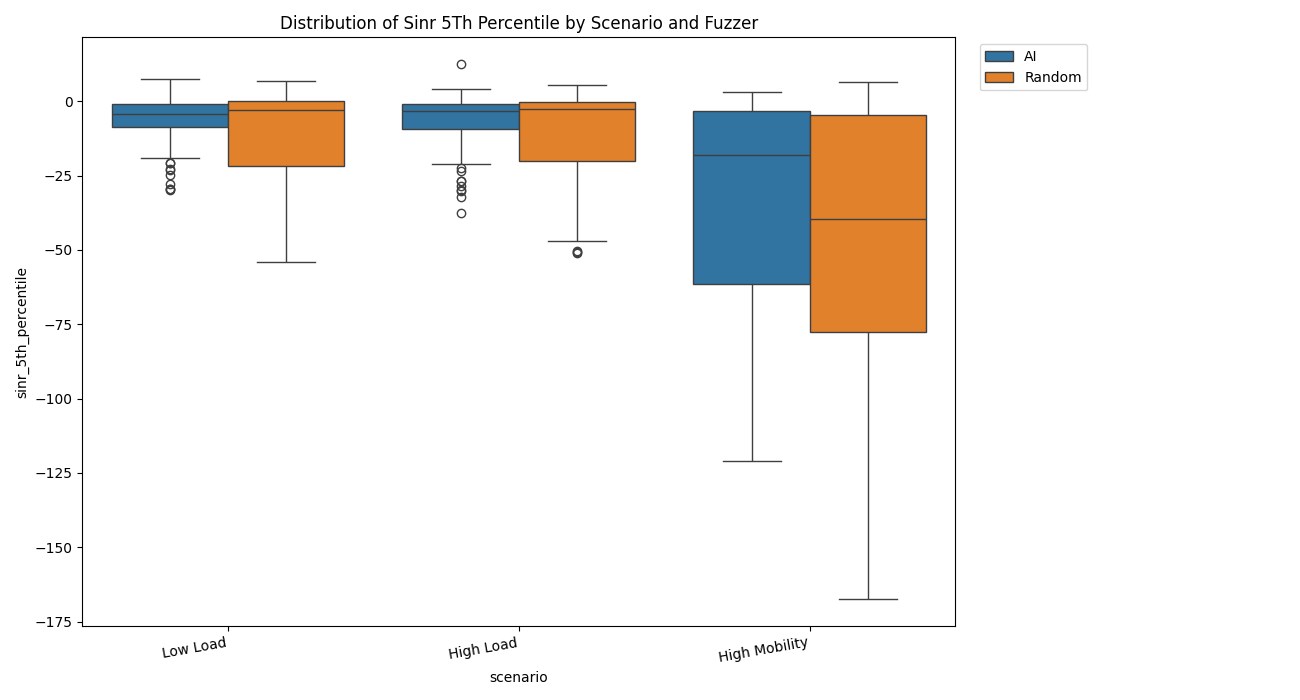 Distribution of Sinr 5Th Percentile by Scenario and Fuzzer
AI
Random
sinr_5th_percentile
0
−25
−50
−75
−100
−125
−150
−175
Low Load
High Load
High Mobility
scenario